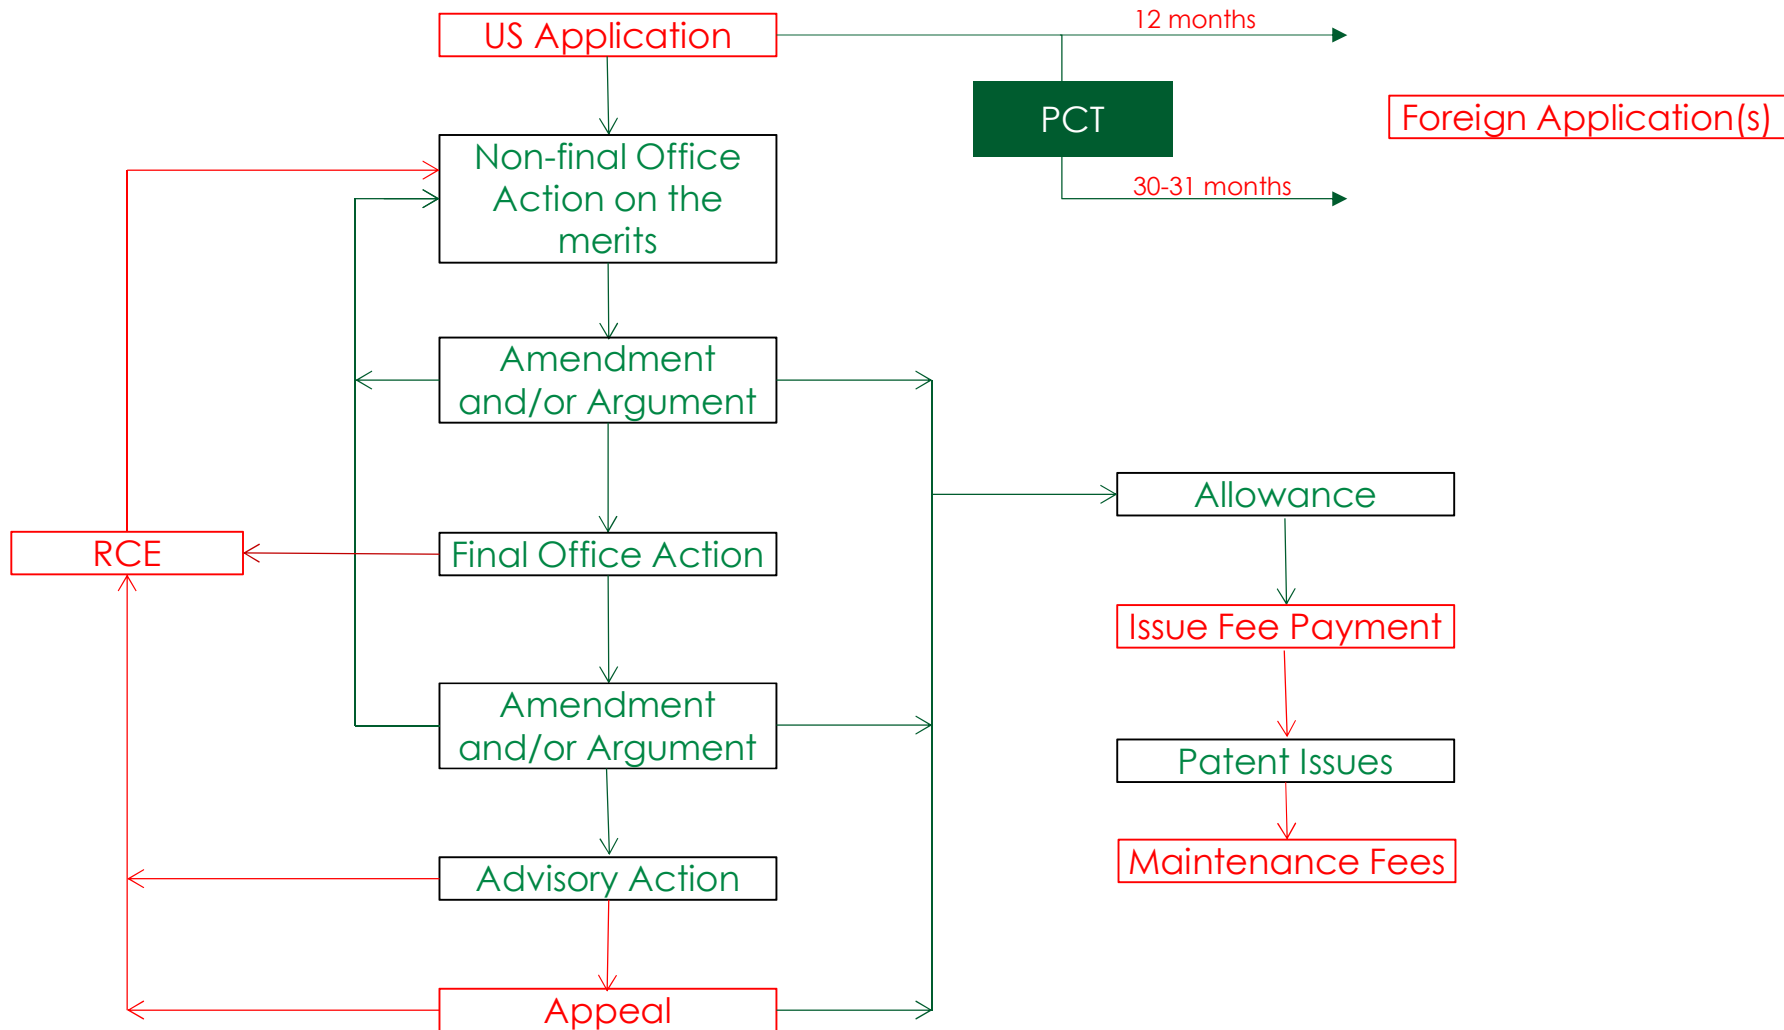 US Application
12 months
PCT
Foreign Application(s)
30-31 months
Non-final Office
Action on the
merits
Amendment
and/or Argument
Allowance
RCE
Final Office Action
Issue Fee Payment
Amendment
and/or Argument
Patent Issues
Advisory Action
Maintenance Fees
Appeal